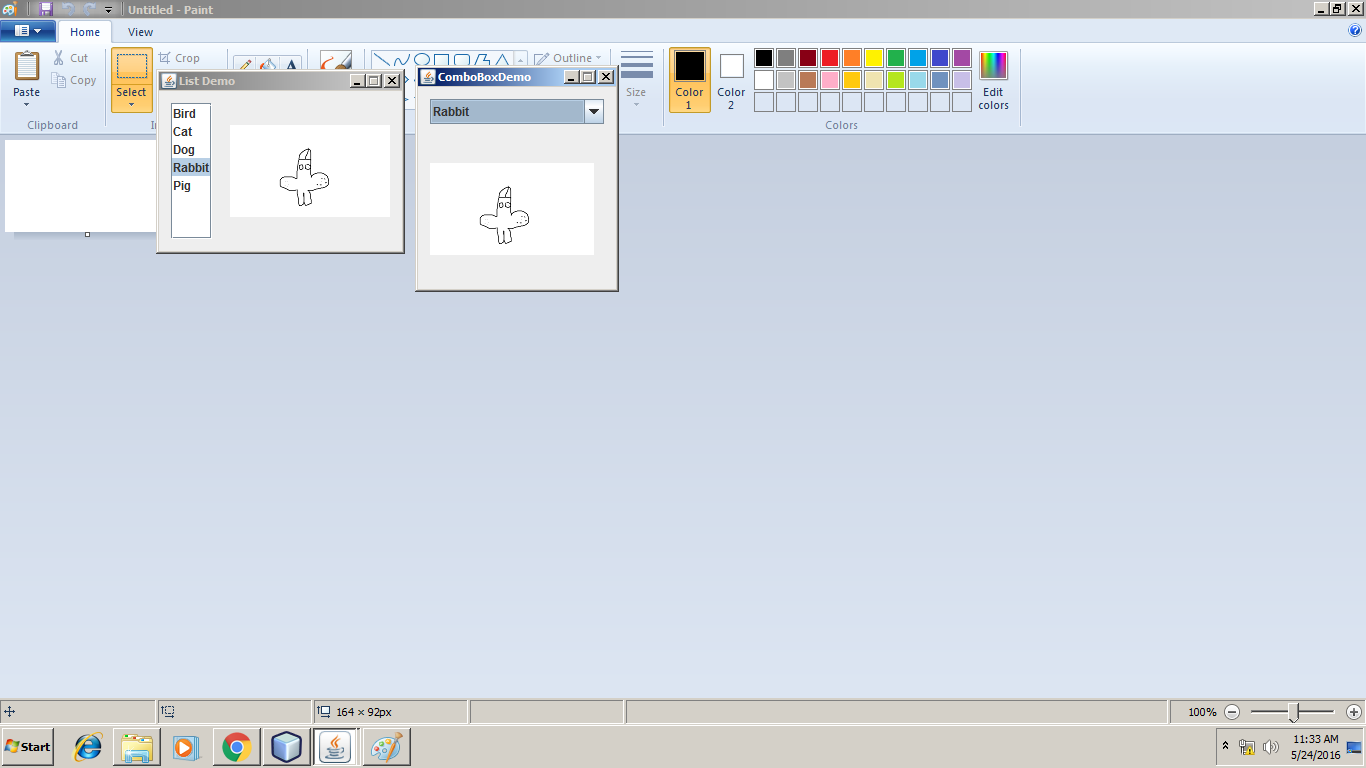 Untitled - Paint
Home View
Paste
Cut
Copy
Clipboard
Select
Crop
A
Outline
Size
Color 1
Color 2
Edit colors
Colors
List Demo
Bird
Cat
Dog
Rabbit
Pig
ComboBoxDemo
Rabbit
164 × 92px
100%
Start
11:33 AM
5/24/2016